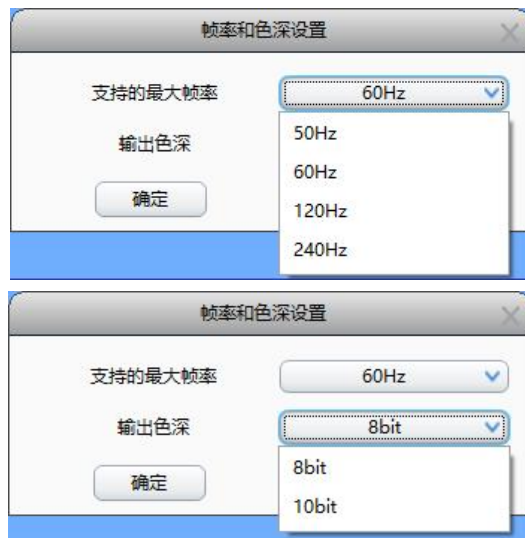 帧率和色深设置
支持的最大帧率 60Hz
输出色深 50Hz
60Hz
确定 120Hz
240Hz
帧率和色深设置
支持的最大帧率 60Hz
输出色深 8bit
确定 8bit
10bit